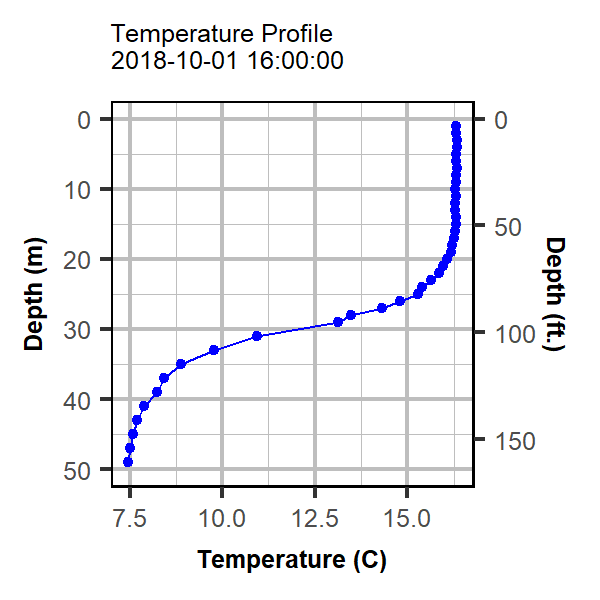 Temperature Profile
2018-10-01 16:00:00
0
10
20
30
40
50
Depth (m)
0
50
100
150
Depth (ft.)
7.5 10.0 12.5 15.0
Temperature (C)